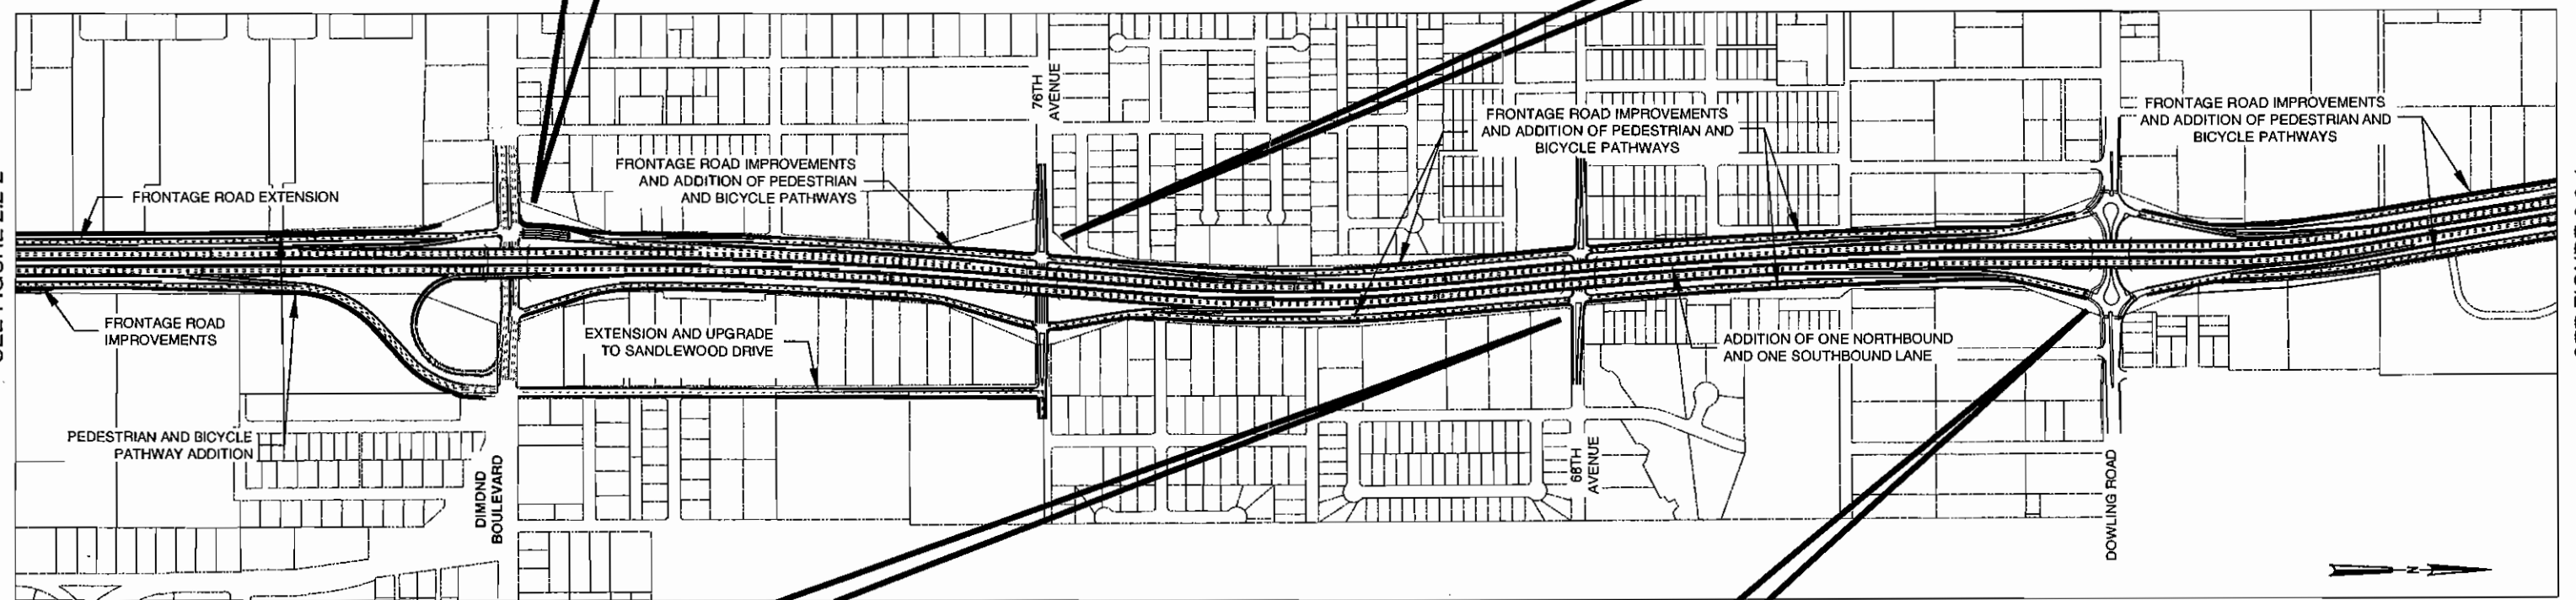 FRONTAGE ROAD EXTENSION
FRONTAGE ROAD
IMPROVEMENTS
PEDESTRIAN AND BICYCLE
PATHWAY ADDITION
DIMOND
BOULEVARD
FRONTAGE ROAD IMPROVEMENTS
AND ADDITION OF PEDESTRIAN
AND BICYCLE PATHWAYS
EXTENSION AND UPGRADE
TO SANDLEWOOD DRIVE
76TH
AVENUE
FRONTAGE ROAD IMPROVEMENTS
AND ADDITION OF PEDESTRIAN AND
BICYCLE PATHWAYS
ADDITION OF ONE NORTHBOUND
AND ONE SOUTHBOUND LANE
68TH
AVENUE
FRONTAGE ROAD IMPROVEMENTS
AND ADDITION OF PEDESTRIAN AND
BICYCLE PATHWAYS
DOWLING ROAD
N